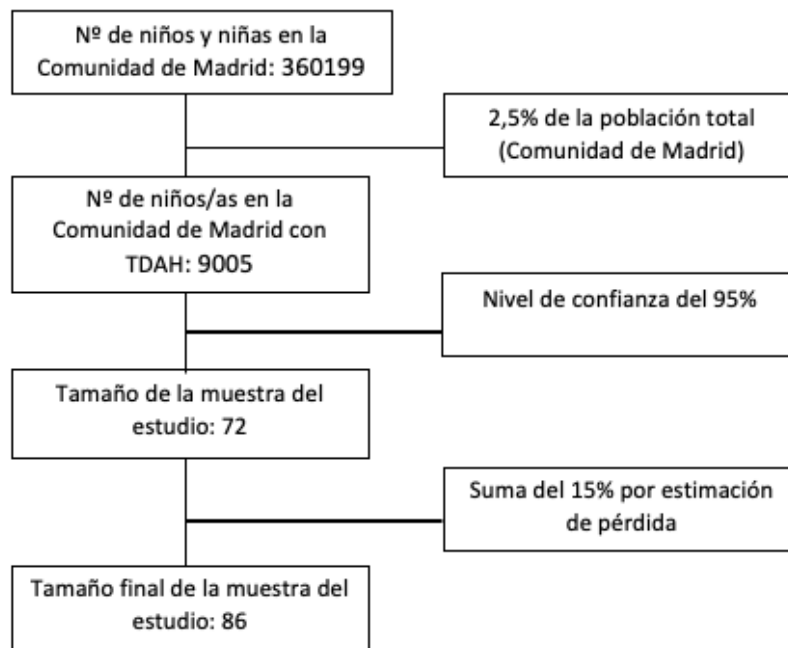 Nº de niños y niñas en la
Comunidad de Madrid: 360199
2,5% de la población total
(Comunidad de Madrid)
Nº de niños/as en la
Comunidad de Madrid con
TDAH: 9005
Nivel de confianza del 95%
Tamaño de la muestra del
estudio: 72
Suma del 15% por estimación
de pérdida
Tamaño final de la muestra del
estudio: 86